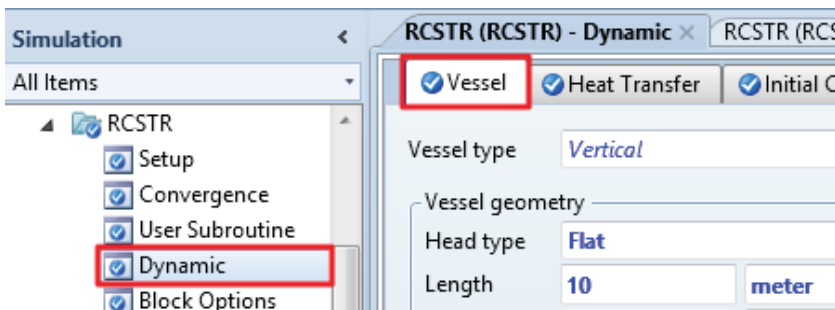 Simulation
All Items
RCSTR
Setup
Convergence
User Subroutine
Dynamic
Block Options
RCSTR (RCSTR) - Dynamic
RCSTR (RCS
Vessel
Heat Transfer
Initial C
Vessel type Vertical
Vessel geometry
Head type Flat
Length 10 meter